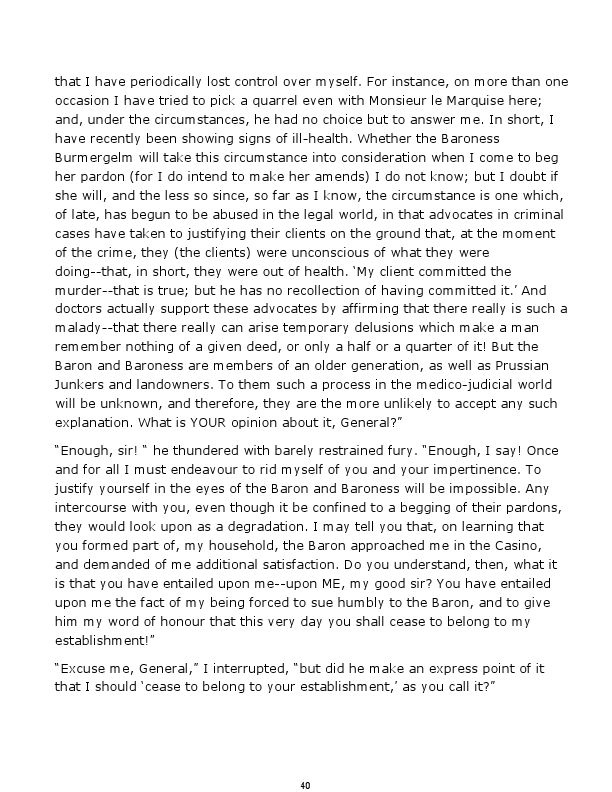 that I have periodically lost control over myself. For instance, on more than one
occasion I have tried to pick a quarrel even with Monsieur le Marquise here;
and, under the circumstances, he had no choice but to answer me. In short, I
have recently been showing signs of ill-health. Whether the Baroness
Burmergelm will take this circumstance into consideration when I come to beg
her pardon (for I do intend to make her amends) I do not know; but I doubt if
she will, and the less so since, so far as I know, the circumstance is one which,
of late, has begun to be abused in the legal world, in that advocates in criminal
cases have taken to justifying their clients on the ground that, at the moment
of the crime, they (the clients) were unconscious of what they were
doing--that, in short, they were out of health. ‘My client committed the
murder--that is true; but he has no recollection of having committed it.’ And
doctors actually support these advocates by affirming that there really is such a
malady--that there really can arise temporary delusions which make a man
remember nothing of a given deed, or only a half or a quarter of it! But the
Baron and Baroness are members of an older generation, as well as Prussian
Junkers and landowners. To them such a process in the medico-judicial world
will be unknown, and therefore, they are the more unlikely to accept any such
explanation. What is YOUR opinion about it, General?”
“Enough, sir! “ he thundered with barely restrained fury. “Enough, I say! Once
and for all I must endeavour to rid myself of you and your impertinence. To
justify yourself in the eyes of the Baron and Baroness will be impossible. Any
intercourse with you, even though it be confined to a begging of their pardons,
they would look upon as a degradation. I may tell you that, on learning that
you formed part of, my household, the Baron approached me in the Casino,
and demanded of me additional satisfaction. Do you understand, then, what it
is that you have entailed upon me--upon ME, my good sir? You have entailed
upon me the fact of my being forced to sue humbly to the Baron, and to give
him my word of honour that this very day you shall cease to belong to my
establishment!”
“Excuse me, General,” I interrupted, “but did he make an express point of it
that I should ‘cease to belong to your establishment,’ as you call it?”
40